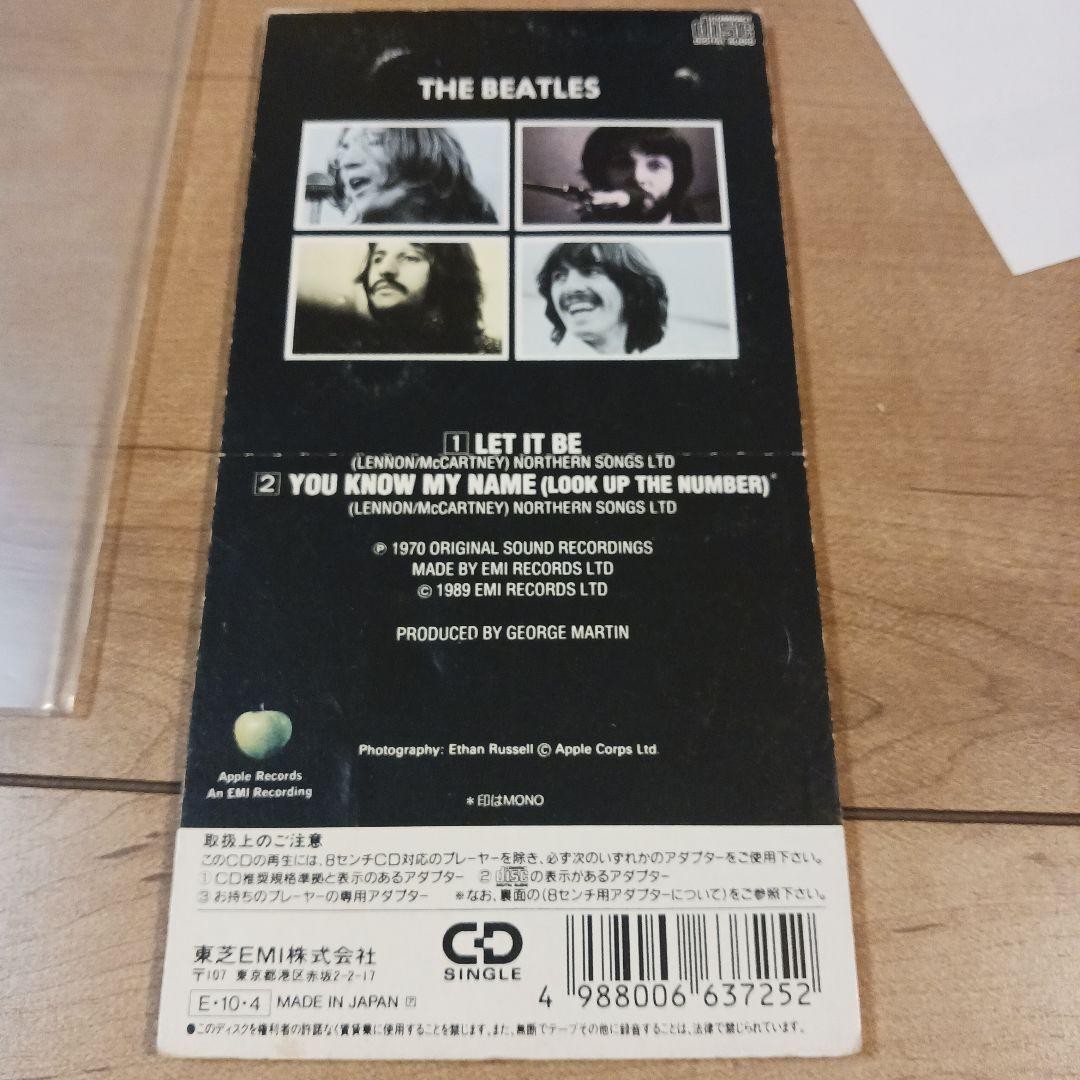 COMPACT
disc
DIGITAL AUDIO
THE BEATLES
1 LET IT BE
(LENNON/McCARTNEY) NORTHERN SONGS LTD
2 YOU KNOW MY NAME (LOOK UP THE NUMBER)*
(LENNON/McCARTNEY) NORTHERN SONGS LTD
℗ 1970 ORIGINAL SOUND RECORDINGS
MADE BY EMI RECORDS LTD
© 1989 EMI RECORDS LTD
PRODUCED BY GEORGE MARTIN
Photography: Ethan Russell © Apple Corps Ltd.
Apple Records
An EMI Recording
*印はMONO
取扱上のご注意
このCDの再生には、8センチCD対応のプレーヤーを除き、必ず次のいずれかのアダプターをご使用下さい。
1 CD推奨規格準拠と表示のあるアダプター 2 disc の表示があるアダプター
3 お持ちのプレーヤーの専用アダプター ※なお、裏面の(8センチ用アダプターについて)をご参照下さい。
東芝EMI株式会社
〒107 東京都港区赤坂2-2-17
E・10・4 MADE IN JAPAN
CD
SINGLE
4 988006 637252
●このディスクを権利者の許諾なく賃貸業に使用することを禁じます。また、無断でテープその他に録音することは、法律で禁じられています。